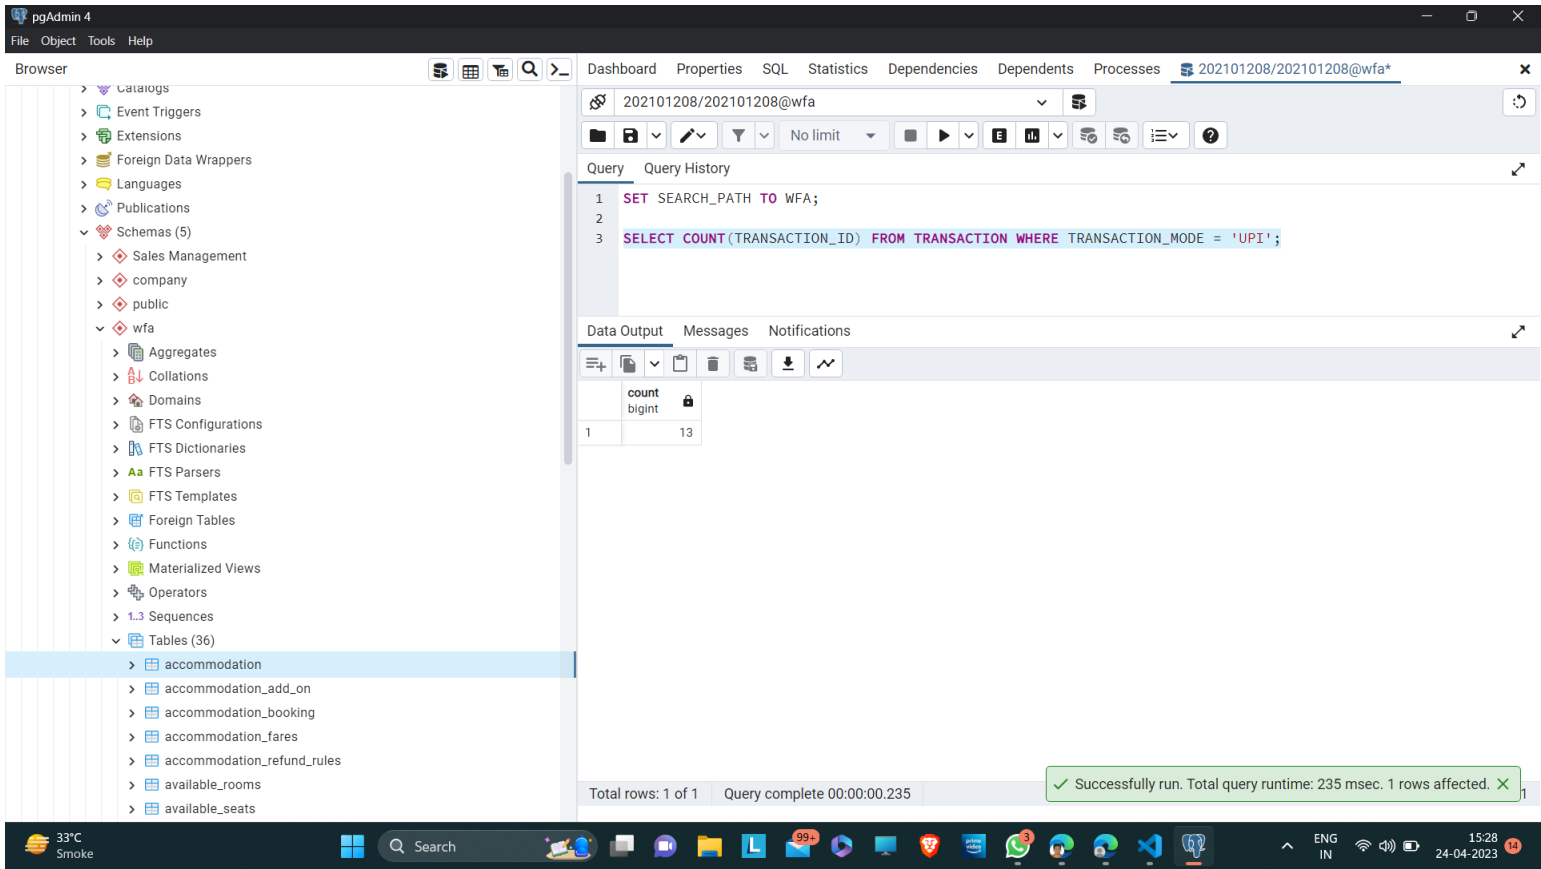 pgAdmin 4
File Object Tools Help
Browser
Dashboard Properties SQL Statistics Dependencies Dependents Processes 202101208/202101208@wfa*
202101208/202101208@wfa
No limit
E
Query Query History
1 SET SEARCH_PATH TO WFA;
2
3 SELECT COUNT(TRANSACTION_ID) FROM TRANSACTION WHERE TRANSACTION_MODE = 'UPI';
Catalogs
Event Triggers
Extensions
Foreign Data Wrappers
Languages
Publications
Schemas (5)
Sales Management
company
public
wfa
Aggregates
Collations
Domains
FTS Configurations
FTS Dictionaries
Aa FTS Parsers
FTS Templates
Foreign Tables
Functions
Materialized Views
Operators
1..3 Sequences
Tables (36)
accommodation
accommodation_add_on
accommodation_booking
accommodation_fares
accommodation_refund_rules
available_rooms
available_seats
Data Output Messages Notifications
count
bigint
1 13
Total rows: 1 of 1 Query complete 00:00:00.235
Successfully run. Total query runtime: 235 msec. 1 rows affected.
1
33°C
Smoke
Search
L
99+
prime video
3
ENG
IN
15:28
24-04-2023
14